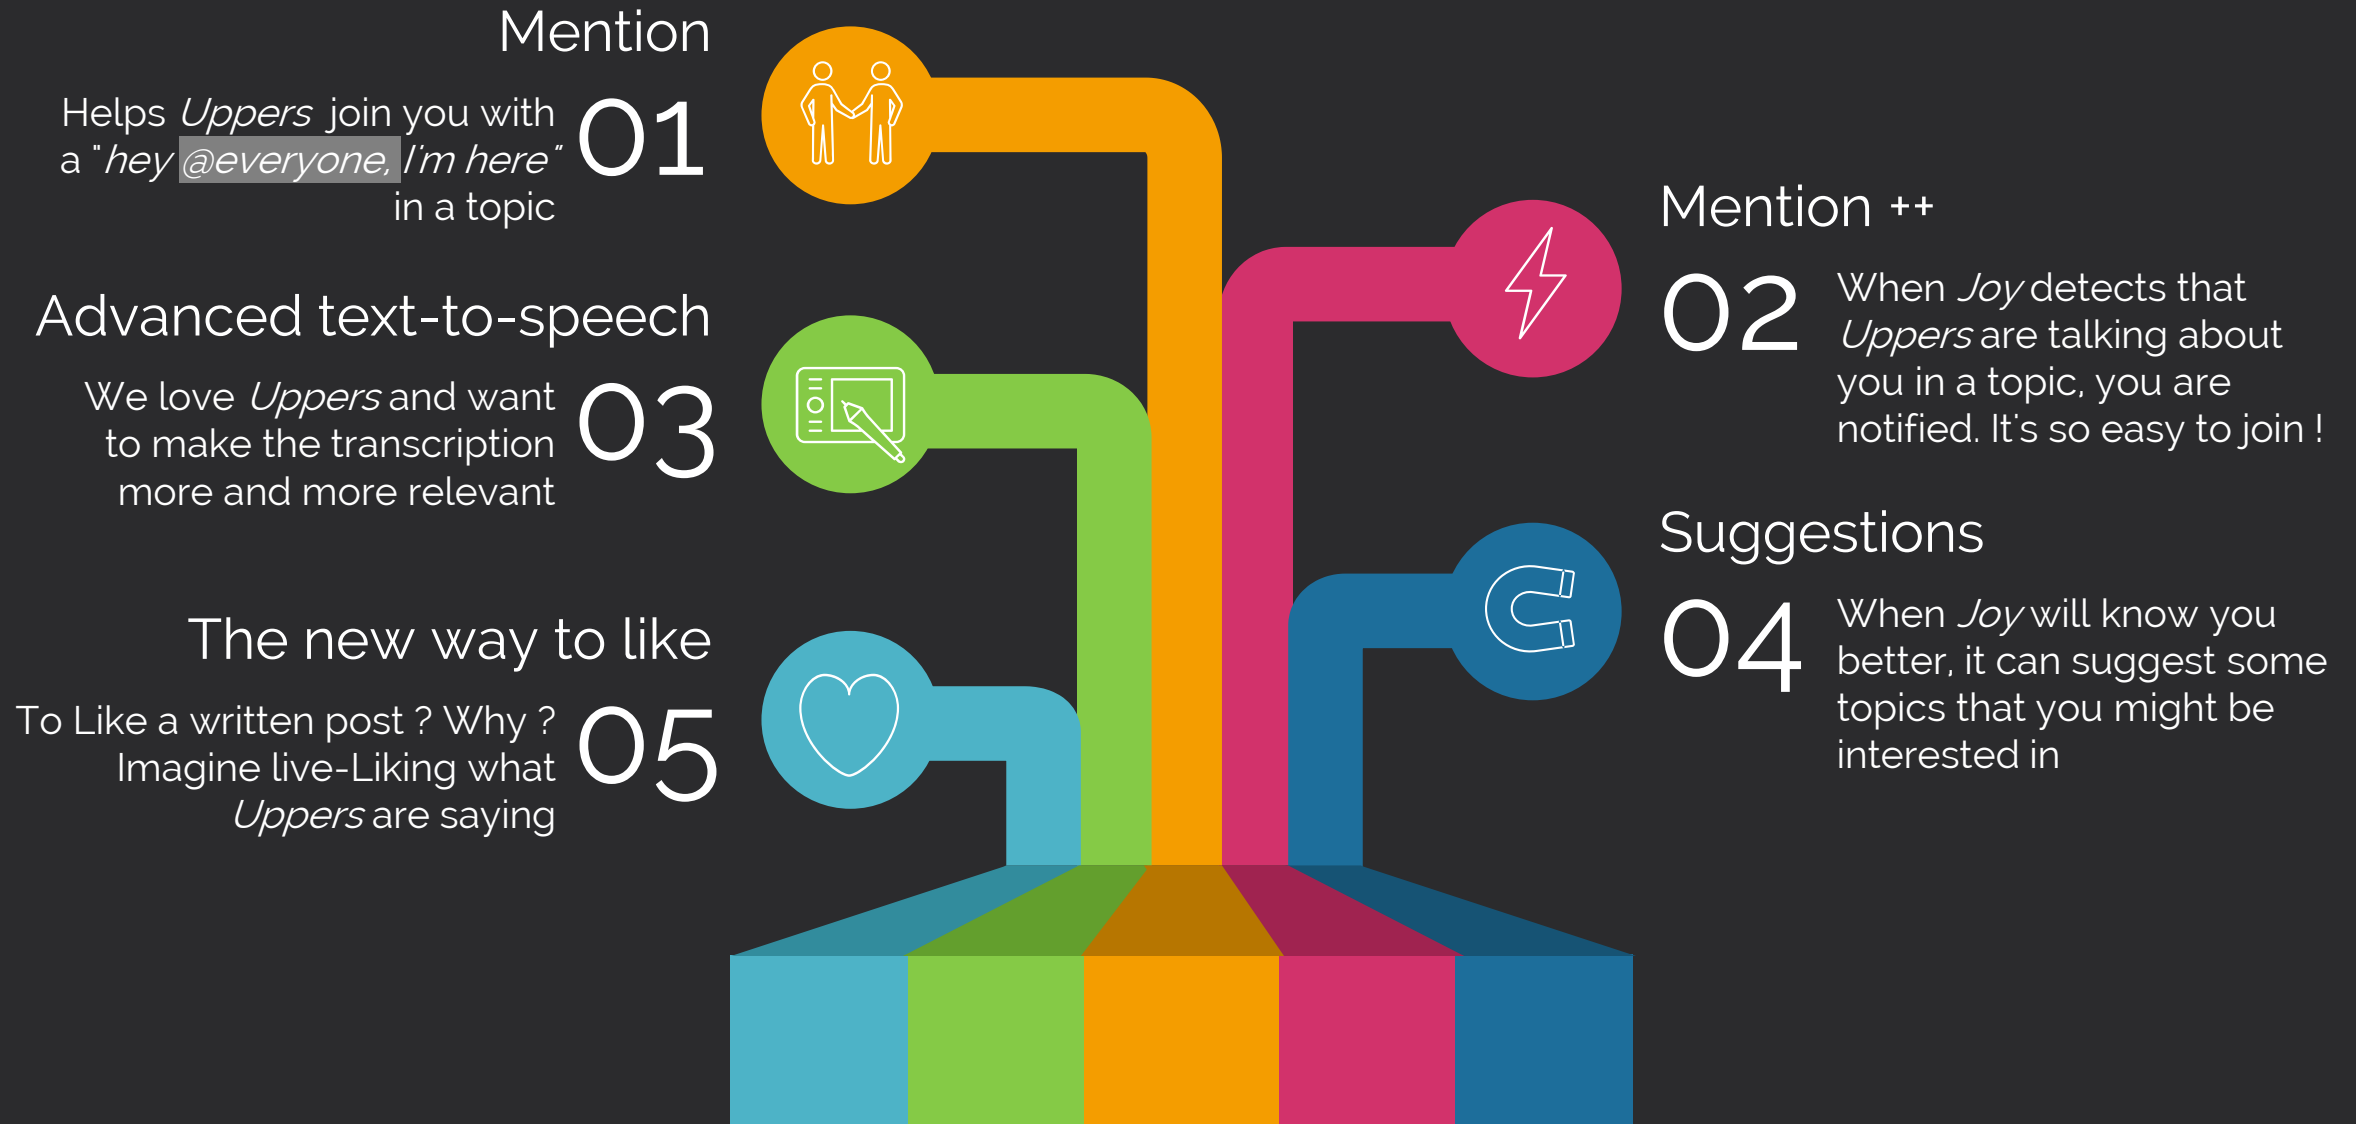 Mention
01
Helps Uppers join you with
a "hey @everyone, I'm here"
in a topic
Mention ++
02
When Joy detects that
Uppers are talking about
you in a topic, you are
notified. It's so easy to join !
Advanced text-to-speech
03
We love Uppers and want
to make the transcription
more and more relevant
Suggestions
04
When Joy will know you
better, it can suggest some
topics that you might be
interested in
The new way to like
05
To Like a written post ? Why ?
Imagine live-Liking what
Uppers are saying